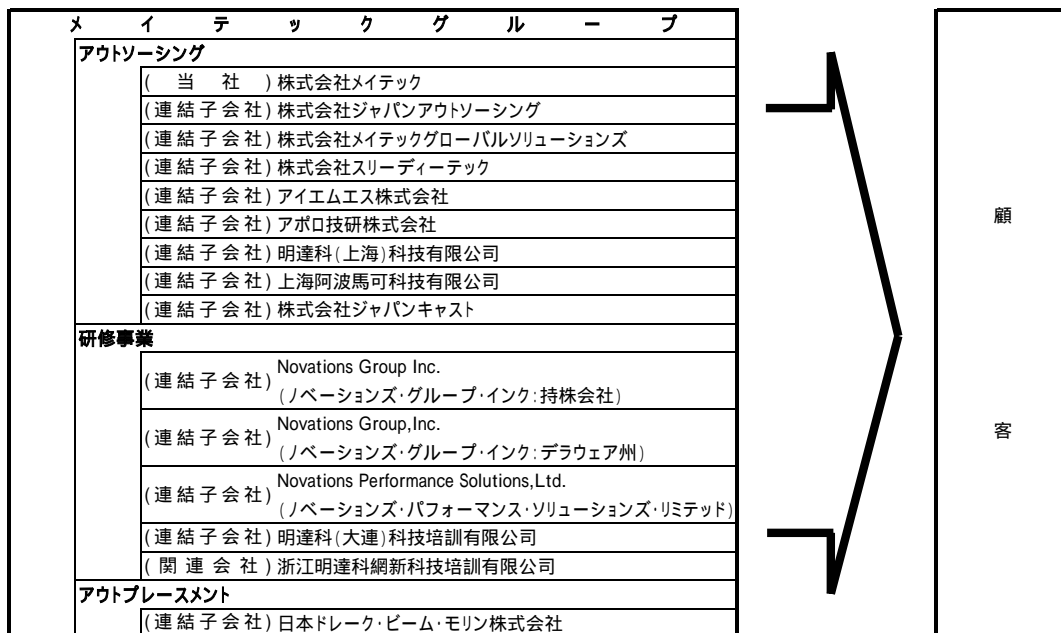 メイテックグループ
アウトソーシング
(当社)株式会社メイテック
(連結子会社)株式会社ジャパンアウトソーシング
(連結子会社)株式会社メイテックグローバルソリューションズ
(連結子会社)株式会社スリーディーテック
(連結子会社)アイエムエス株式会社
(連結子会社)アポロ技研株式会社
(連結子会社)明達科(上海)科技有限公司
(連結子会社)上海阿波馬可科技有限公司
(連結子会社)株式会社ジャパンキャスト
研修事業
(連結子会社)Novations Group Inc.
(ノベーションズ・グループ・インク:持株会社)
(連結子会社)Novations Group,Inc.
(ノベーションズ・グループ・インク:デラウェア州)
(連結子会社)Novations Performance Solutions,Ltd.
(ノベーションズ・パフォーマンス・ソリューションズ・リミテッド)
(連結子会社)明達科(大連)科技培訓有限公司
(関連会社)浙江明達科網新科技培訓有限公司
アウトプレースメント
(連結子会社)日本ドレーク・ビーム・モリン株式会社
顧客